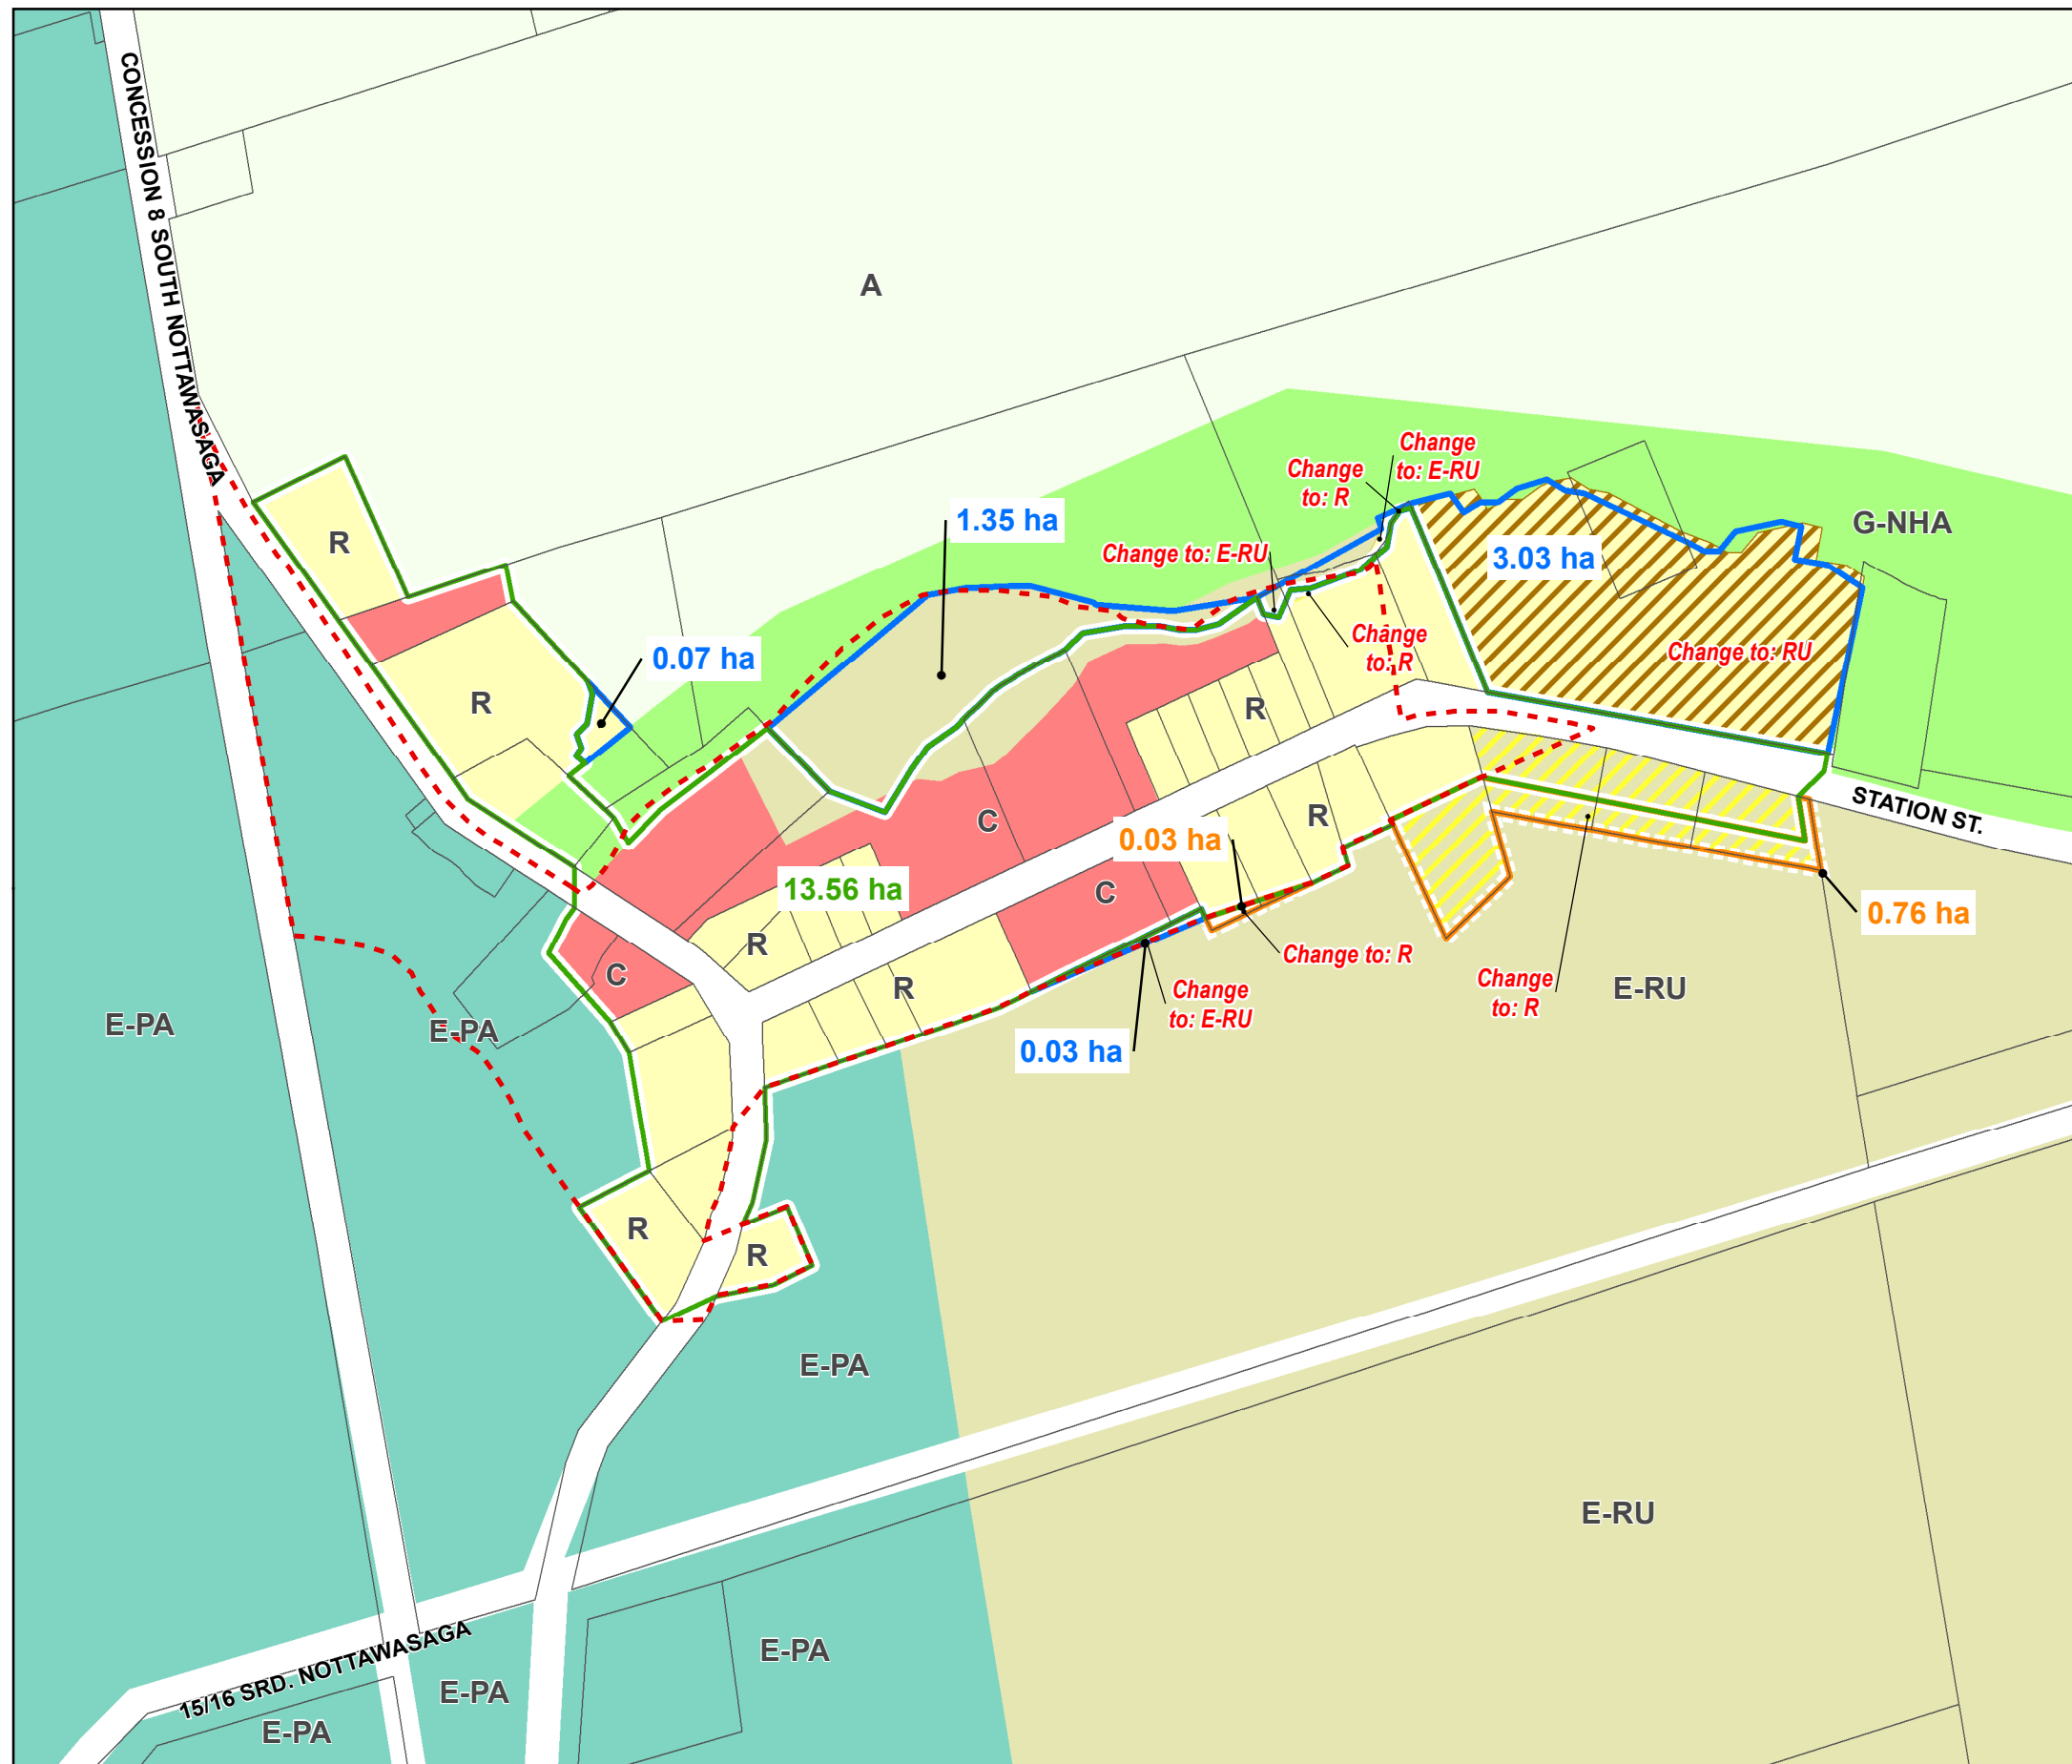 CONCESSION 8 SOUTH NOTTAWASAGA
A
Change
to: E-RU
Change
to: R
1.35 ha
G-NHA
R
Change to: E-RU
3.03 ha
Change
to: R
Change to: RU
0.07 ha
R
R
STATION ST.
C
R
0.03 ha
13.56 ha
C
0.76 ha
R
Change to: R
C
R
Change
to: E-RU
Change
to: R
E-RU
E-PA
E-PA
0.03 ha
R
R
E-PA
E-RU
15/16 SRD. NOTTAWASAGA
E-PA
E-PA
E-PA